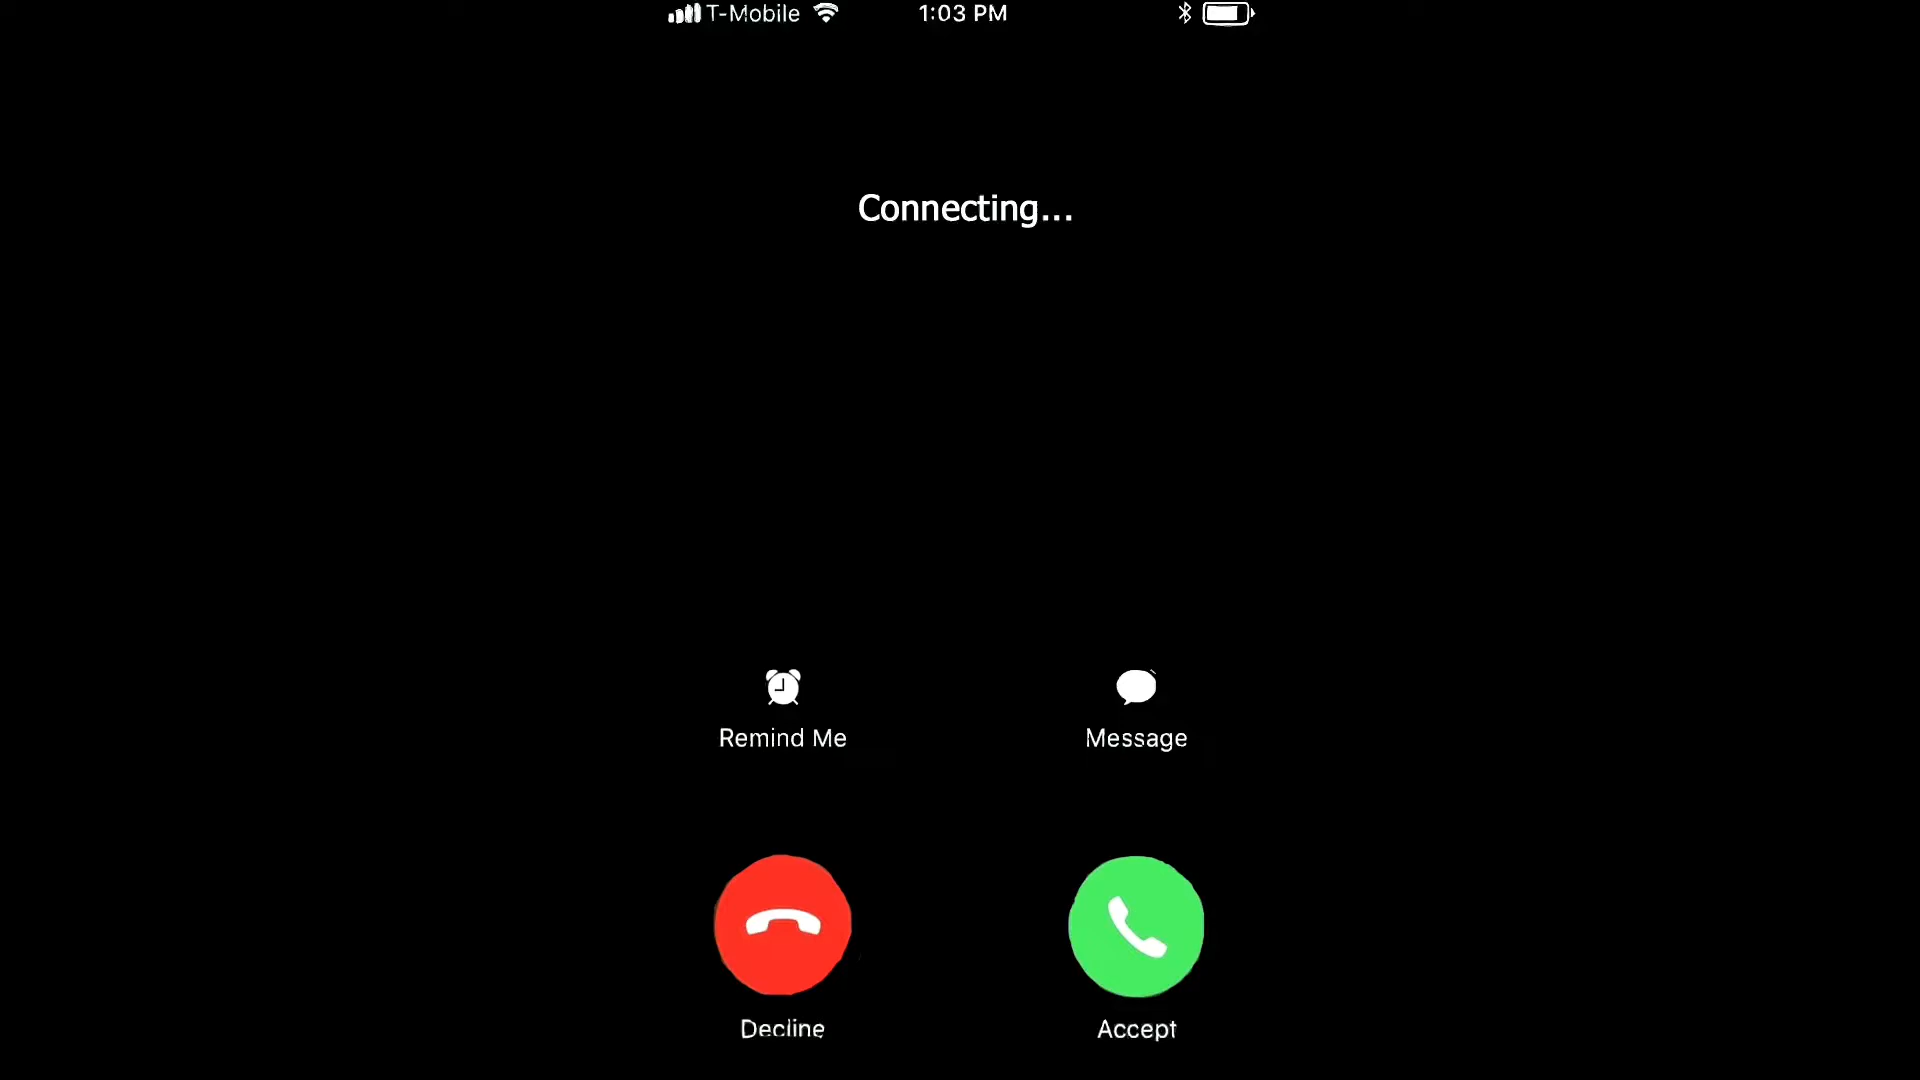 T-Mobile 1:03 PM
Connecting...
Remind Me Message
Decline Accept